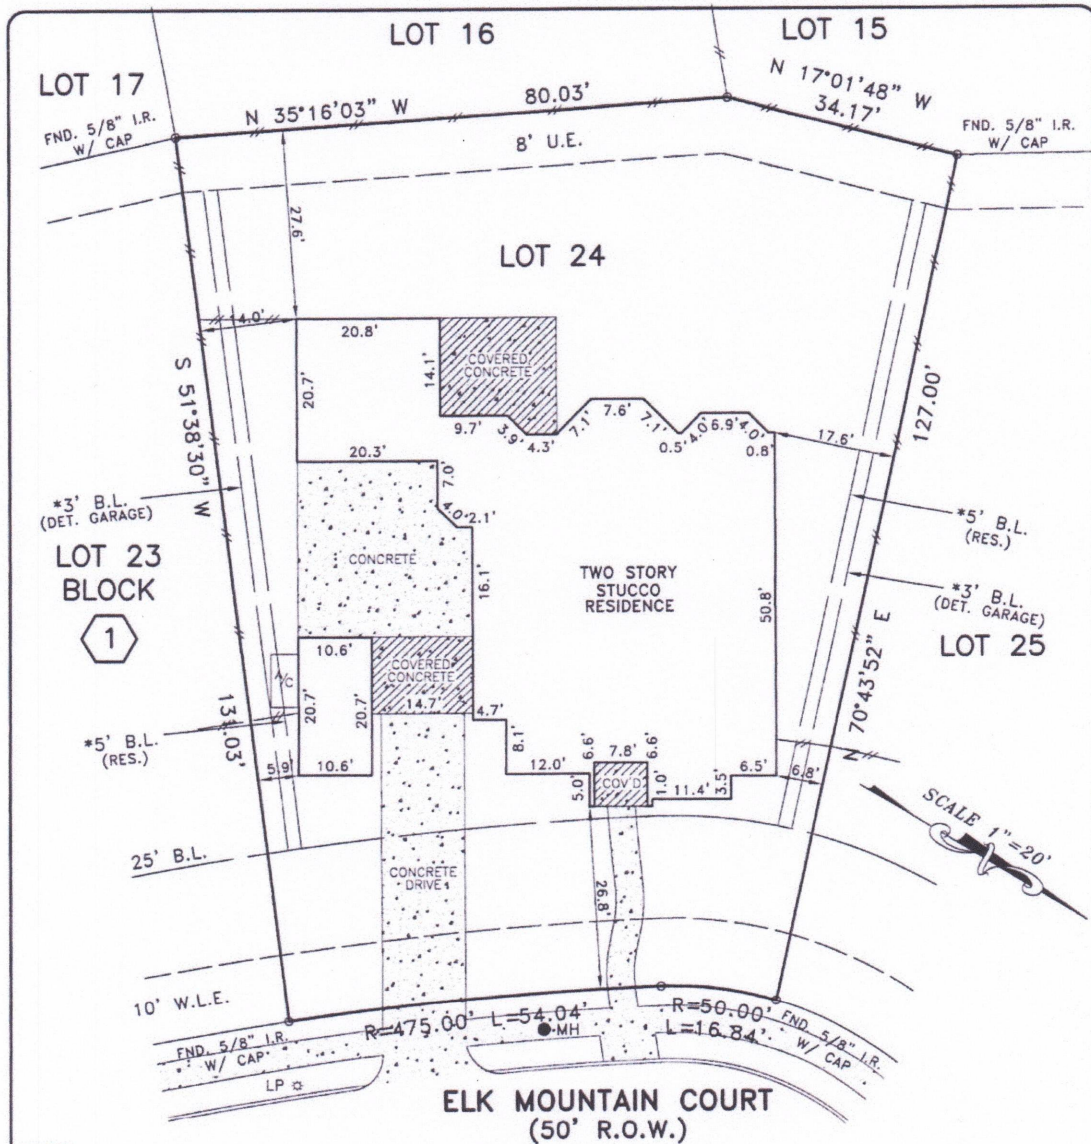 LOT 16
LOT 15
LOT 17
N 17°01'48" W
34.17'
N 35°16'03" W
80.03'
FND. 5/8" I.R.
W/ CAP
FND. 5/8" I.R.
W/ CAP
8' U.E.
27.6'
LOT 24
14.0'
20.8'
COVERED
CONCRETE
14.1'
20.7'
9.7'
3.9'
4.3'
7.1'
7.6'
7.1'
0.5'
4.0'
6.9'
4.0'
0.8'
17.6'
127.00'
S 51°38'30" W
20.3'
7.0'
4.0'
2.1'
*3' B.L.
(DET. GARAGE)
*5' B.L.
(RES.)
LOT 23
BLOCK
1
CONCRETE
16.1'
TWO STORY
STUCCO
RESIDENCE
50.8'
*3' B.L.
(DET. GARAGE)
LOT 25
N 70°43'52" E
10.6'
COVERED
CONCRETE
14.7'
A/C
20.7'
20.7'
4.7'
*5' B.L.
(RES.)
5.9'
10.6'
8.1'
12.0'
6.6'
7.8'
6.6'
COV'D
5.0'
1.0'
11.4'
3.5'
6.5'
6.8'
SCALE 1"=20'
25' B.L.
CONCRETE
DRIVE
26.8'
10' W.L.E.
R=475.00' L=54.04'
R=50.00'
L=16.84'
MH
FND. 5/8" I.R.
W/ CAP
FND. 5/8" I.R.
W/ CAP
LP
ELK MOUNTAIN COURT
(50' R.O.W.)